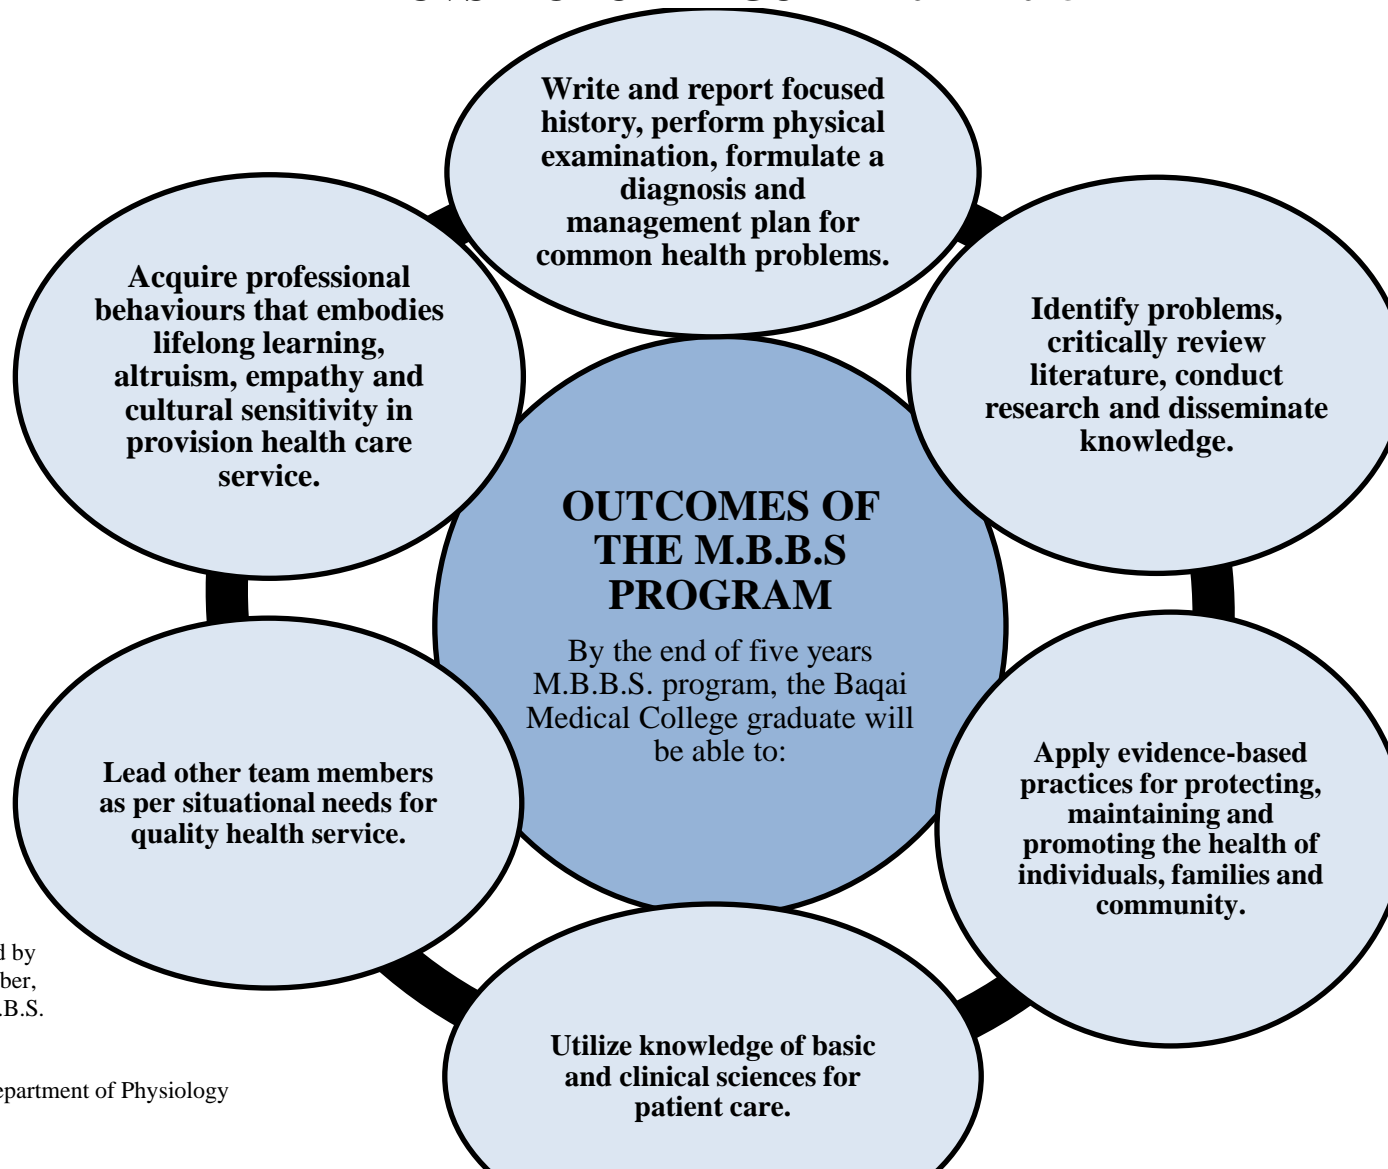 Write and report focused
history, perform physical
examination, formulate a
diagnosis and
management plan for
common health problems.
Identify problems,
critically review
literature, conduct
research and disseminate
knowledge.
Apply evidence-based
practices for protecting,
maintaining and
promoting the health of
individuals, families and
community.
Utilize knowledge of basic
and clinical sciences for
patient care.
Lead other team members
as per situational needs for
quality health service.
Acquire professional
behaviours that embodies
lifelong learning,
altruism, empathy and
cultural sensitivity in
provision health care
service.
OUTCOMES OF
THE M.B.B.S
PROGRAM
By the end of five years
M.B.B.S. program, the Baqai
Medical College graduate will
be able to:
by
of Physiology